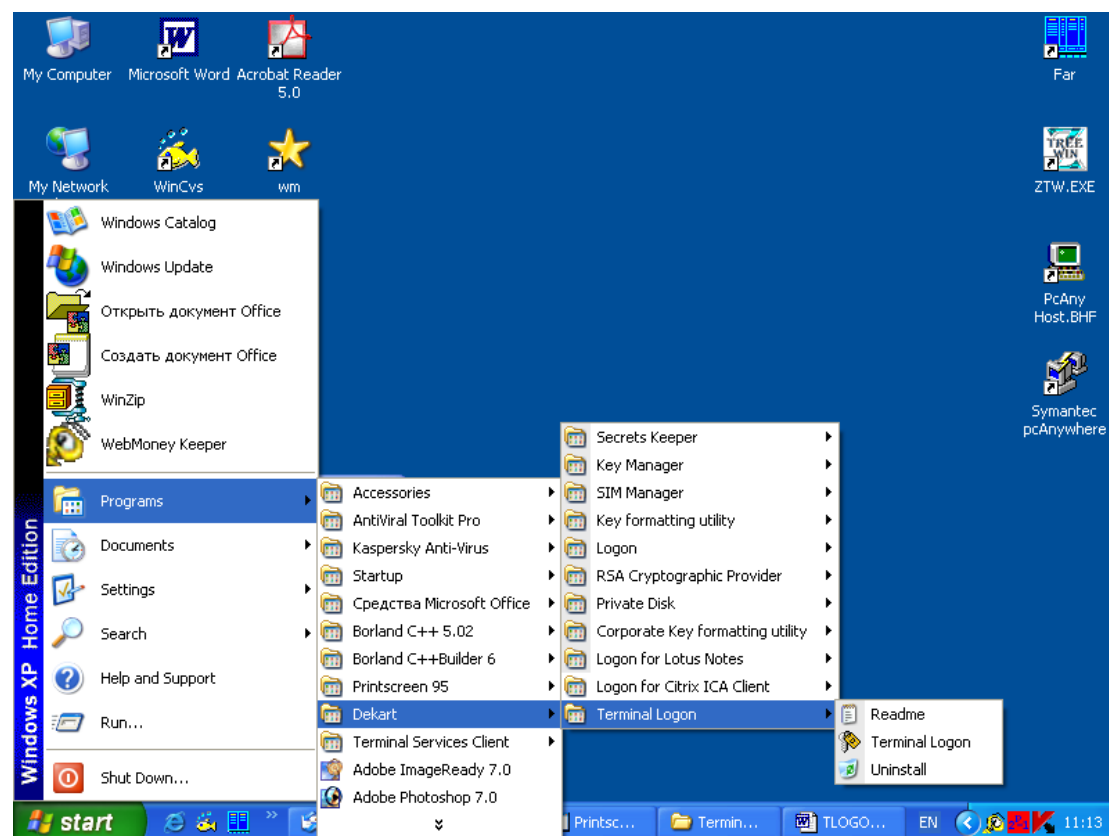 My Computer
Microsoft Word
Acrobat Reader
5.0
Far
My Network
WinCvs
wm
TREE
WIN
ZTW.EXE
PcAny
Host.BHF
Symantec
pcAnywhere
Windows XP Home Edition
Windows Catalog
Windows Update
Открыть документ Office
Создать документ Office
WinZip
WebMoney Keeper
Programs
Documents
Settings
Search
Help and Support
Run...
Shut Down...
Accessories
AntiViral Toolkit Pro
Kaspersky Anti-Virus
Startup
Средства Microsoft Office
Borland C++ 5.02
Borland C++Builder 6
Printscreen 95
Dekart
Terminal Services Client
Adobe ImageReady 7.0
Adobe Photoshop 7.0
Secrets Keeper
Key Manager
SIM Manager
Key formatting utility
Logon
RSA Cryptographic Provider
Private Disk
Corporate Key formatting utility
Logon for Lotus Notes
Logon for Citrix ICA Client
Terminal Logon
Readme
Terminal Logon
Uninstall
start
Printsc...
Termin...
TLOGO...
EN
11:13